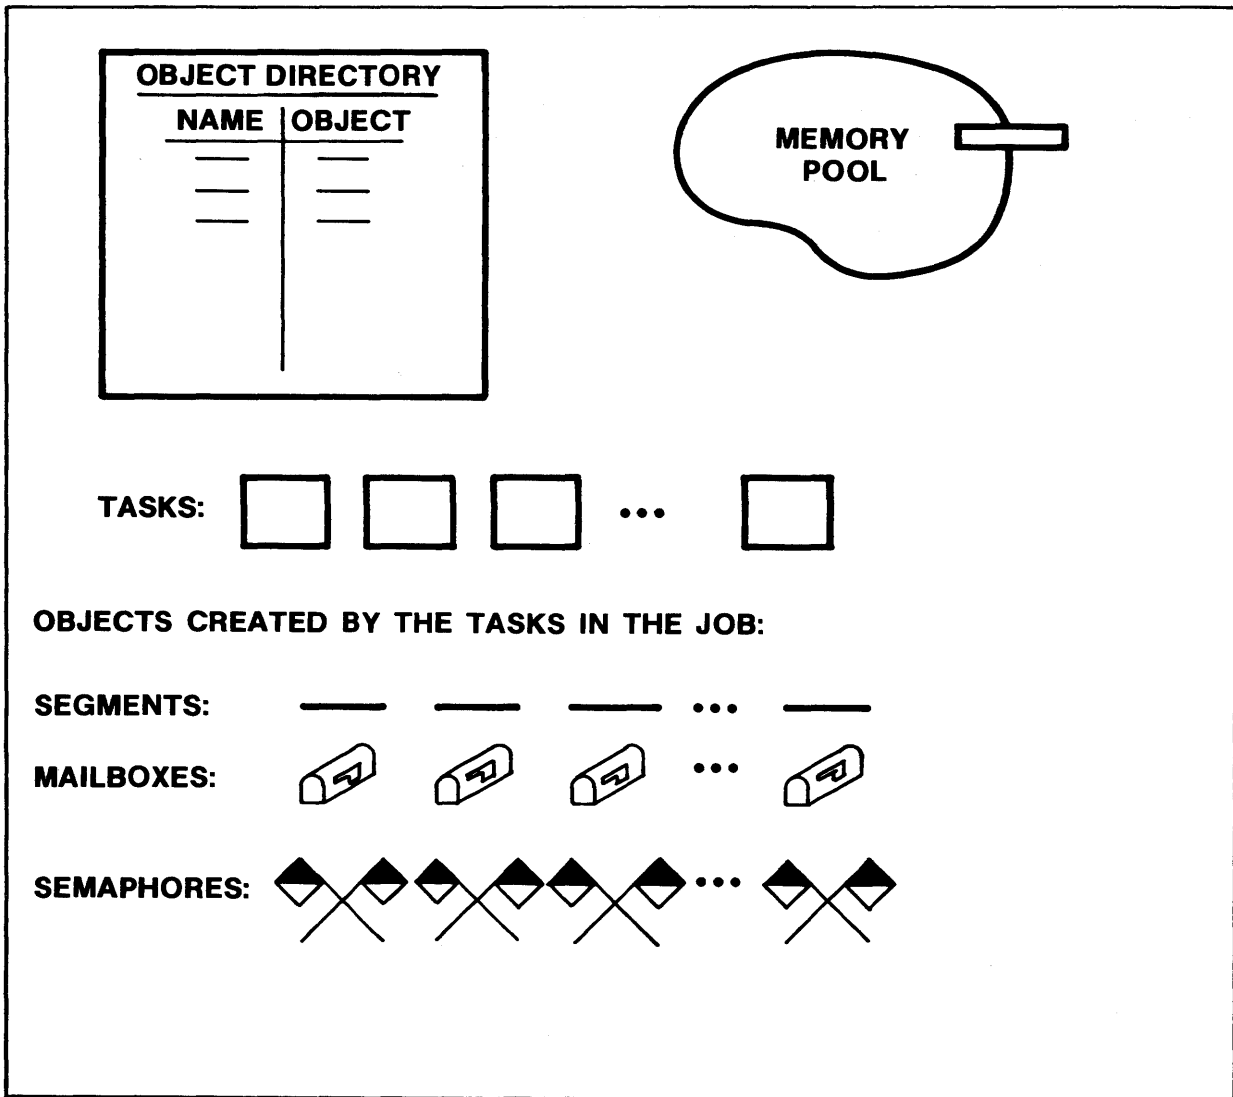 OBJECT DIRECTORY
NAME OBJECT
MEMORY
POOL
TASKS: •••
OBJECTS CREATED BY THE TASKS IN THE JOB:
SEGMENTS: •••
MAILBOXES: •••
SEMAPHORES: •••